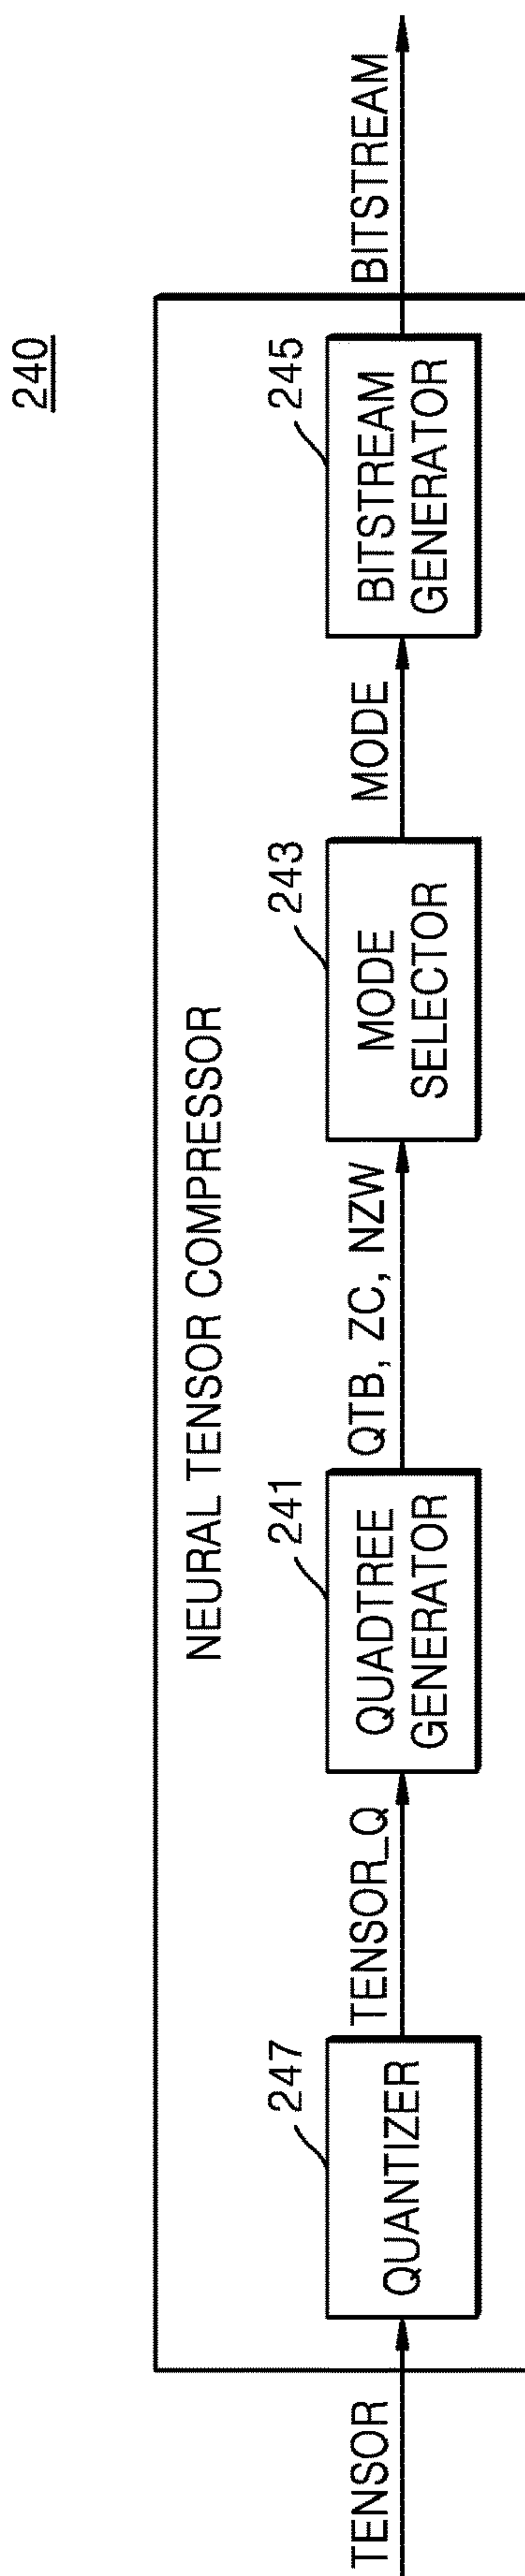 240
NEURAL TENSOR COMPRESSOR
TENSOR
247
QUANTIZER
TENSOR_Q
241
QUADTREE
GENERATOR
QTB, ZC, NZW
243
MODE
SELECTOR
MODE
245
BITSTREAM
GENERATOR
BITSTREAM